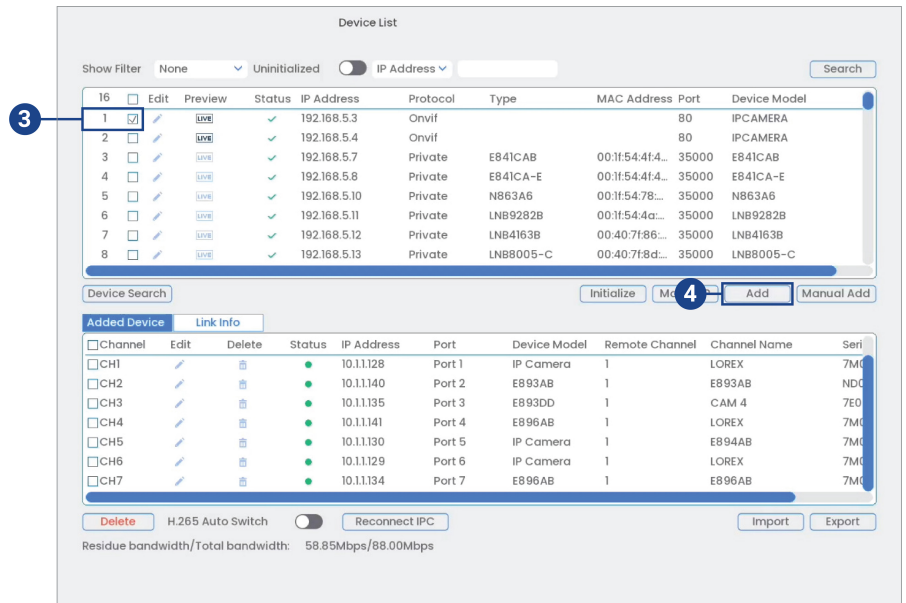 Device List
Show Filter None Uninitialized IP Address Search
16 Edit Preview Status IP Address Protocol Type MAC Address Port Device Model
3
1 LIVE 192.168.5.3 Onvif 80 IPCAMERA
2 LIVE 192.168.5.4 Onvif 80 IPCAMERA
3 LIVE 192.168.5.7 Private E841CAB 00:1f:54:4f:4... 35000 E841CAB
4 LIVE 192.168.5.8 Private E841CA-E 00:1f:54:4f:4... 35000 E841CA-E
5 LIVE 192.168.5.10 Private N863A6 00:1f:54:78:... 35000 N863A6
6 LIVE 192.168.5.11 Private LNB9282B 00:1f:54:4a:... 35000 LNB9282B
7 LIVE 192.168.5.12 Private LNB4163B 00:40:7f:86:... 35000 LNB4163B
8 LIVE 192.168.5.13 Private LNB8005-C 00:40:7f:8d:... 35000 LNB8005-C
Device Search Initialize 4 Add Manual Add
Added Device Link Info
Channel Edit Delete Status IP Address Port Device Model Remote Channel Channel Name Seri
CH1 10.1.1.128 Port 1 IP Camera 1 LOREX 7M0
CH2 10.1.1.140 Port 2 E893AB 1 E893AB ND0
CH3 10.1.1.135 Port 3 E893DD 1 CAM 4 7E0
CH4 10.1.1.141 Port 4 E896AB 1 LOREX 7M0
CH5 10.1.1.130 Port 5 IP Camera 1 E894AB 7M0
CH6 10.1.1.129 Port 6 IP Camera 1 LOREX 7M0
CH7 10.1.1.134 Port 7 E896AB 1 E896AB 7M0
Delete H.265 Auto Switch Reconnect IPC Import Export
Residue bandwidth/Total bandwidth: 58.85Mbps/88.00Mbps